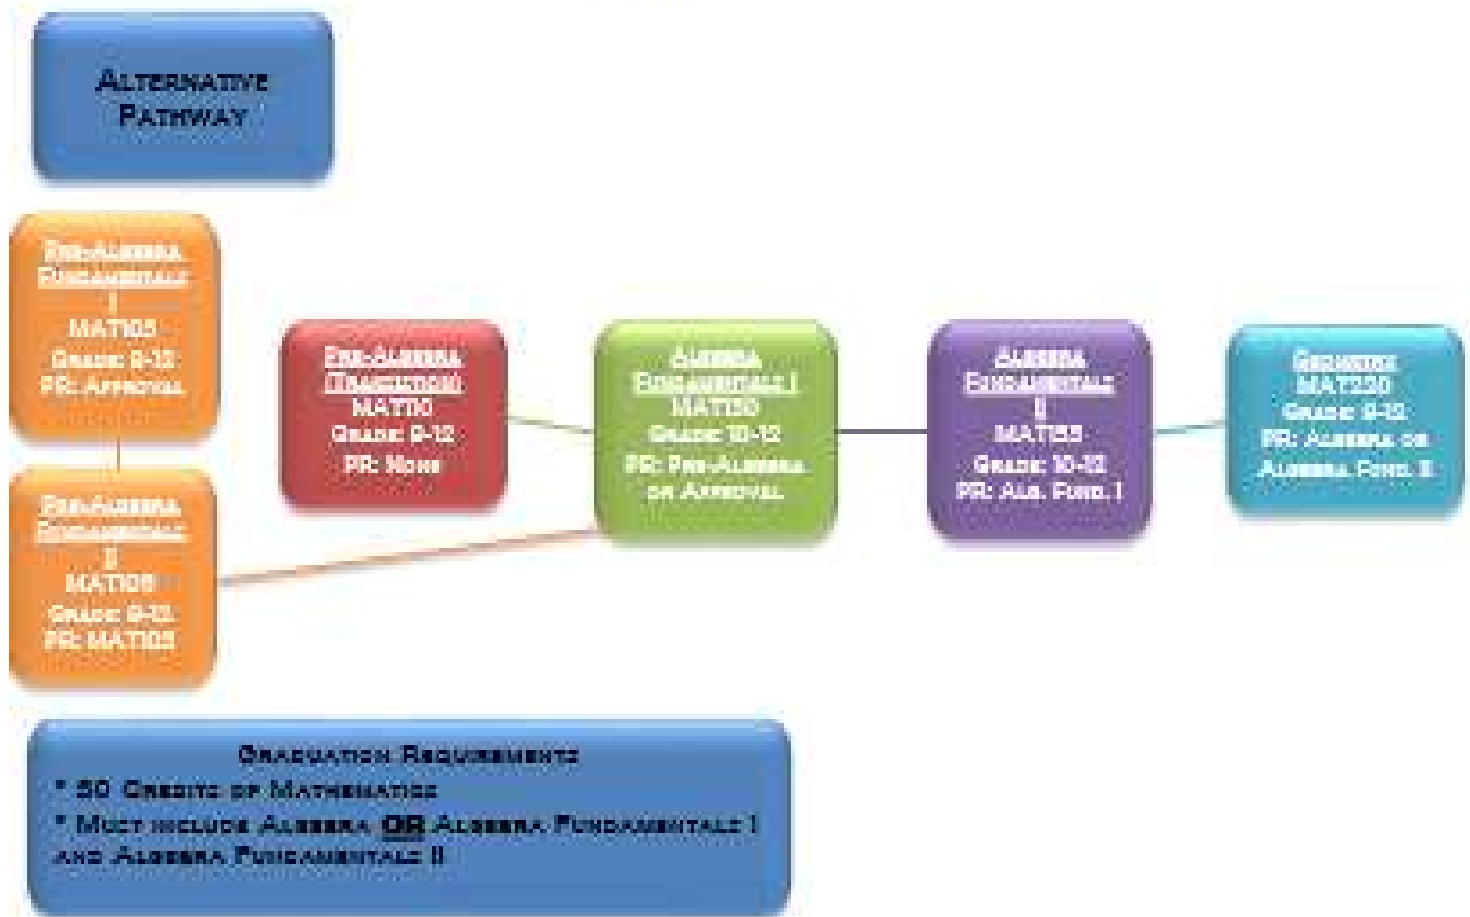 Alternative
Pathway
Pre-Algebra
Fundamentals
I
MAT105
Grade: 9-12
PR: Approval
Pre-Algebra
Fundamentals
II
Grade: 9-12
PR: MAT105
Pre-Algebra
(Transition)
MAT110
Grade: 9-12
PR: None
Algebra
Fundamentals I
MAT150
Grade: 10-12
PR: Pre-Algebra
or Approval
Algebra
Fundamentals
II
MAT155
Grade: 10-12
PR: Alg. Fund. I
Geometry
MAT220
Grade: 9-12
PR: Algebra or
Algebra Fund. II
Graduation Requirements
* Credits of Mathematics
* Must include Algebra OR Algebra Fundamentals I
and Algebra Fundamentals II